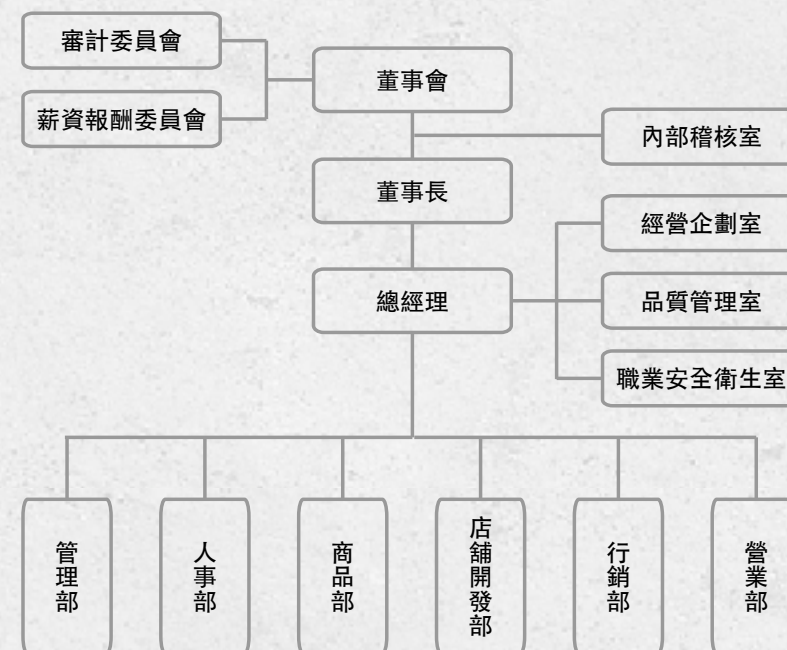 審計委員會
薪資報酬委員會
董事會
內部稽核室
董事長
經營企劃室
總經理
品質管理室
職業安全衛生室
管理部
人事部
商品部
店舖開發部
行銷部
營業部